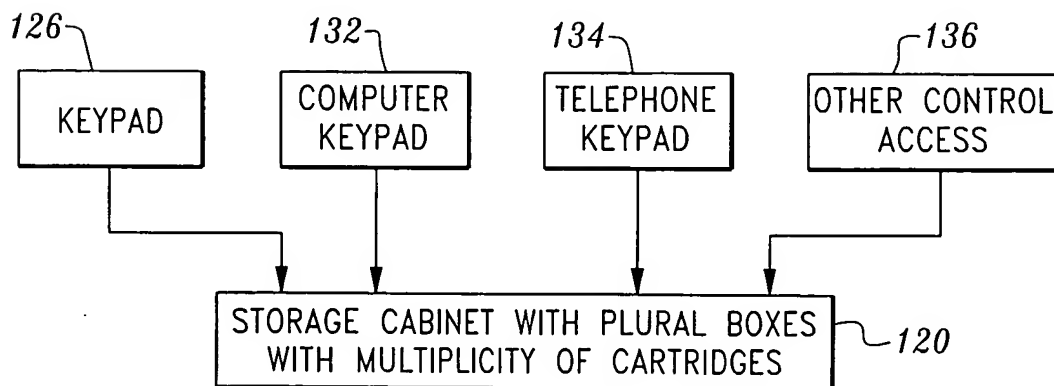 126
132
134
136
KEYPAD
COMPUTER
KEYPAD
TELEPHONE
KEYPAD
OTHER CONTROL
ACCESS
STORAGE CABINET WITH PLURAL BOXES
WITH MULTIPLICITY OF CARTRIDGES
120